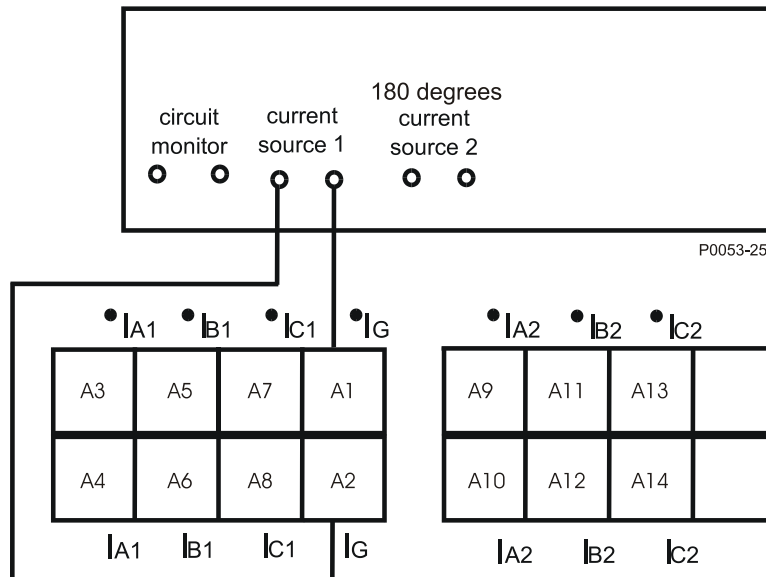 180 degrees
circuit current current
monitor source 1 source 2
P0053-25
IA1 IB1 IC1 IG IA2 IB2 IC2
A3 A5 A7 A1 A9 A11 A13
A4 A6 A8 A2 A10 A12 A14
IA1 IB1 IC1 IG IA2 IB2 IC2